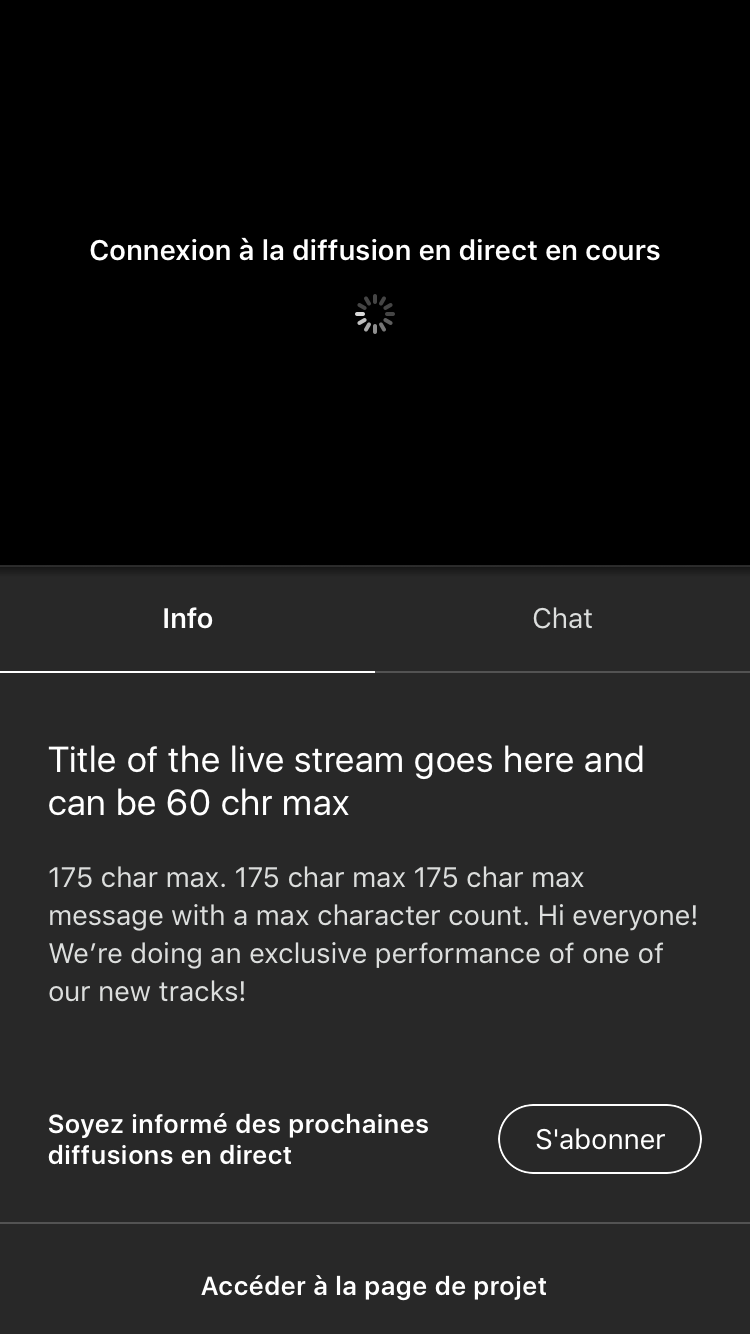 Connexion à la diffusion en direct en cours
Info
Chat
Title of the live stream goes here and
can be 60 chr max
175 char max. 175 char max 175 char max
message with a max character count. Hi everyone!
We’re doing an exclusive performance of one of
our new tracks!
Soyez informé des prochaines
diffusions en direct
S'abonner
Accéder à la page de projet